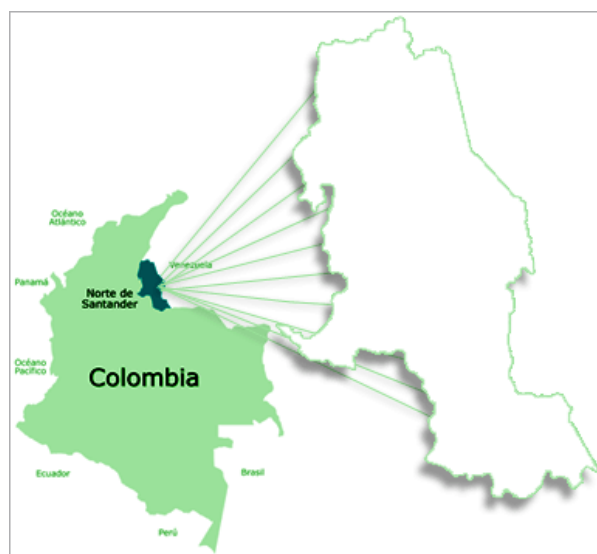 Océano
Atlántico
Venezuela
Panamá
Norte de
Santander
Océano
Pacífico
Colombia
Ecuador
Brasil
Perú